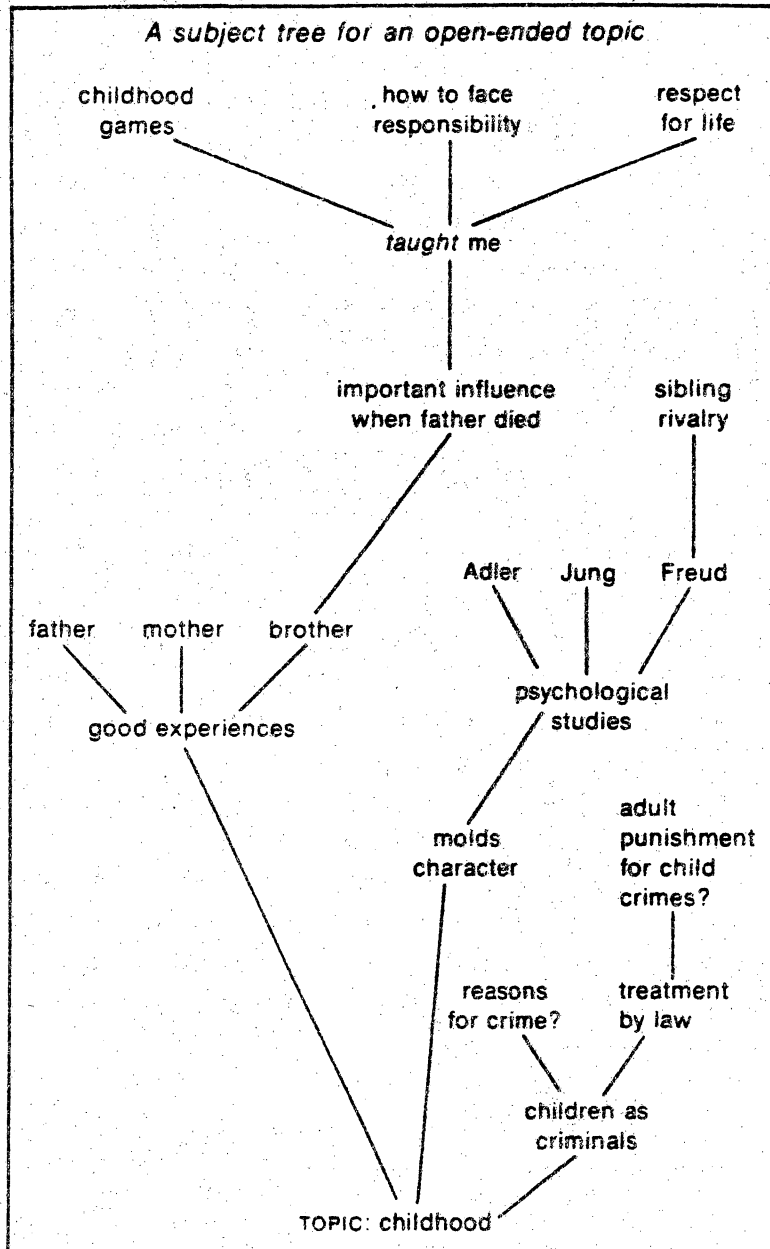 A subject tree for an open-ended topic
childhood
games
how to face
responsibility
respect
for life
taught me
important influence
when father died
sibling
rivalry
Adler
Jung
Freud
father
mother
brother
psychological
studies
good experiences
molds
character
adult
punishment
for child
crimes?
reasons
for crime?
treatment
by law
children as
criminals
TOPIC: childhood